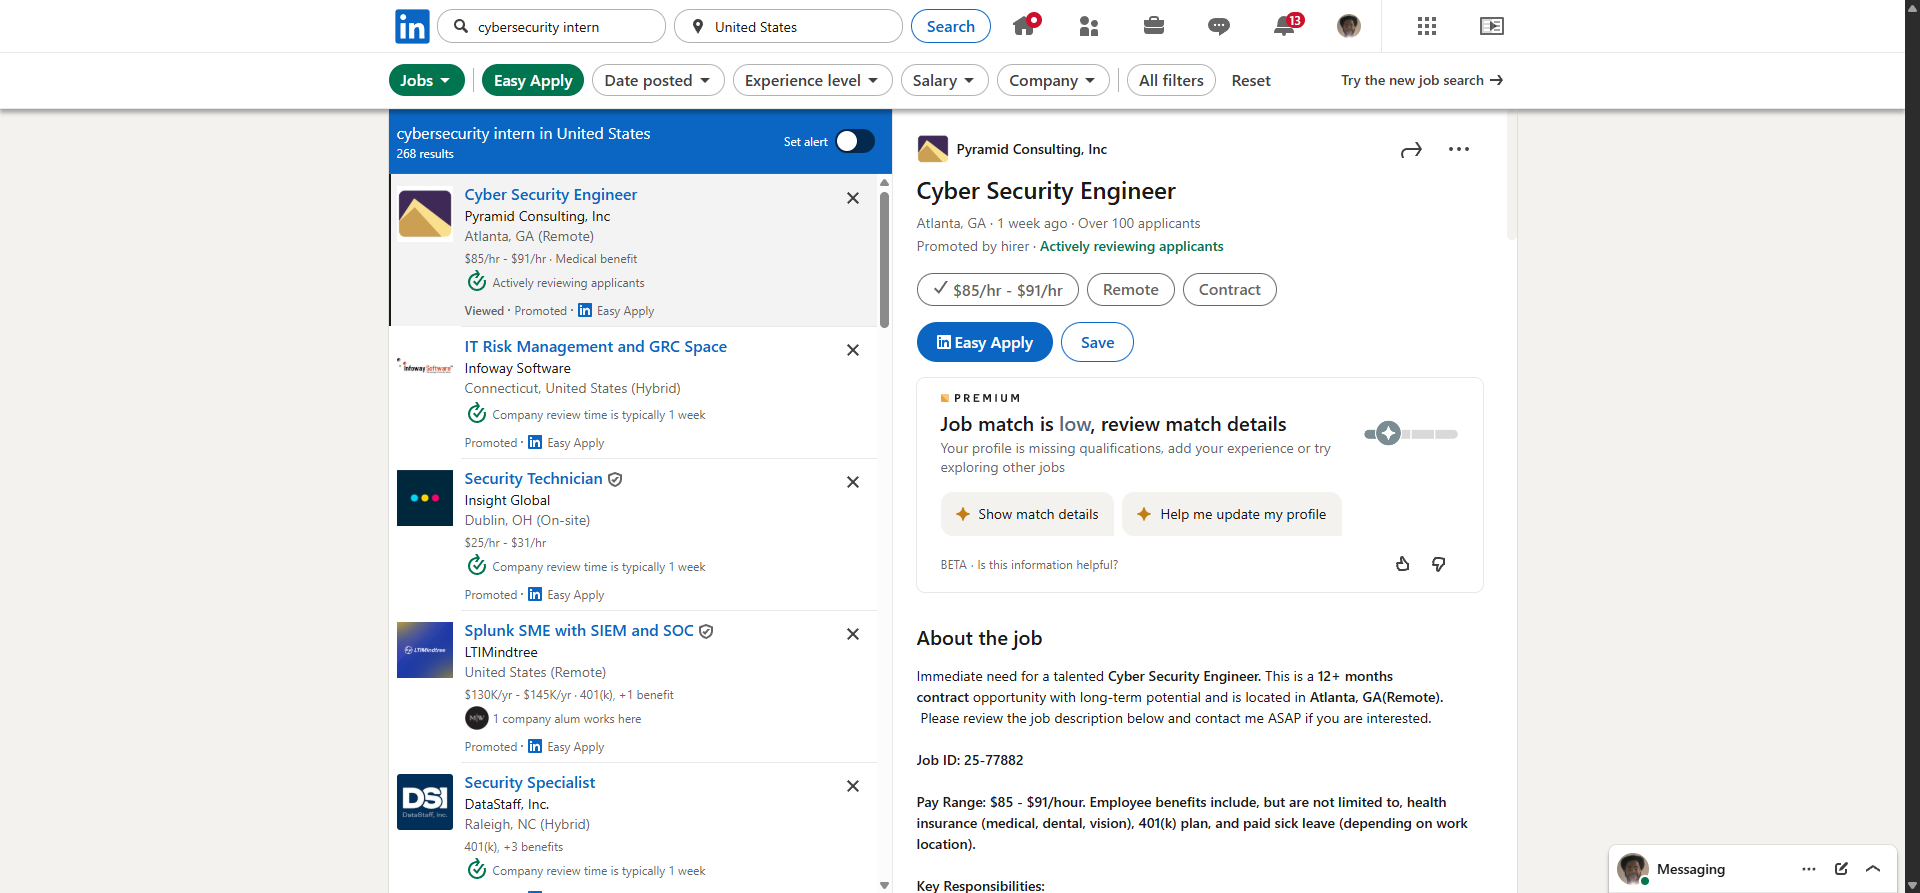 in
cybersecurity intern
United States
Search
13
Jobs
Easy Apply
Date posted
Experience level
Salary
Company
All filters
Reset
Try the new job search
cybersecurity intern in United States
268 results
Set alert
Cyber Security Engineer
Pyramid Consulting, Inc
Atlanta, GA (Remote)
$85/hr - $91/hr · Medical benefit
Actively reviewing applicants
Viewed · Promoted · in Easy Apply
Infoway Software
IT Risk Management and GRC Space
Infoway Software
Connecticut, United States (Hybrid)
Company review time is typically 1 week
Promoted · in Easy Apply
Security Technician
Insight Global
Dublin, OH (On-site)
$25/hr - $31/hr
Company review time is typically 1 week
Promoted · in Easy Apply
LTIMindtree
Splunk SME with SIEM and SOC
LTIMindtree
United States (Remote)
$130K/yr - $145K/yr · 401(k), +1 benefit
1 company alum works here
Promoted · in Easy Apply
DSI
DataStaff, Inc.
Security Specialist
DataStaff, Inc.
Raleigh, NC (Hybrid)
401(k), +3 benefits
Company review time is typically 1 week
Pyramid Consulting, Inc
Cyber Security Engineer
Atlanta, GA · 1 week ago · Over 100 applicants
Promoted by hirer · Actively reviewing applicants
$85/hr - $91/hr
Remote
Contract
in Easy Apply
Save
PREMIUM
Job match is low, review match details
Your profile is missing qualifications, add your experience or try
exploring other jobs
Show match details
Help me update my profile
BETA · Is this information helpful?
About the job
Immediate need for a talented Cyber Security Engineer. This is a 12+ months
contract opportunity with long-term potential and is located in Atlanta, GA(Remote).
Please review the job description below and contact me ASAP if you are interested.
Job ID: 25-77882
Pay Range: $85 - $91/hour. Employee benefits include, but are not limited to, health
insurance (medical, dental, vision), 401(k) plan, and paid sick leave (depending on work
location).
Key Responsibilities:
Messaging